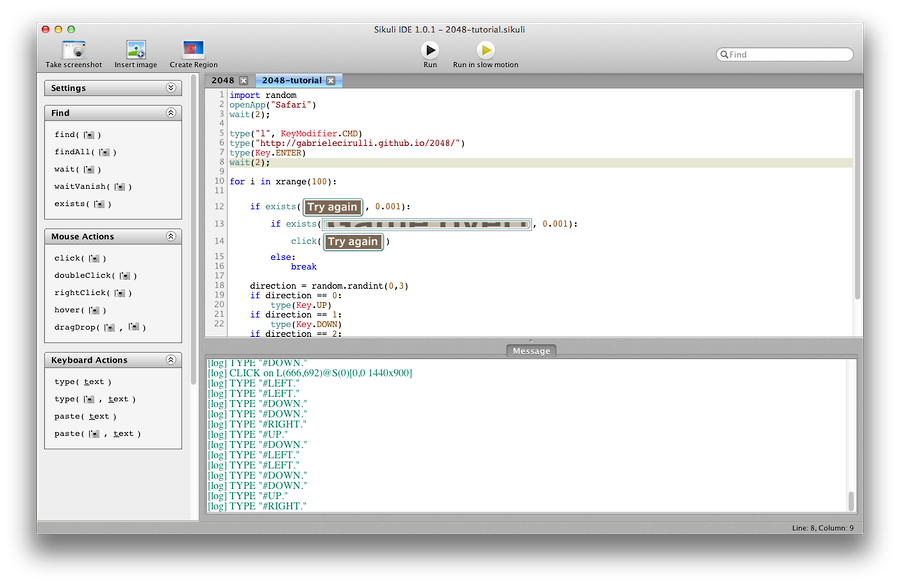 Sikuli IDE 1.0.1 - 2048-tutorial.sikuli
Take screenshot
Insert image
Create Region
Run
Run in slow motion
Find
Settings
Find
find( )
findAll( )
wait( )
waitVanish( )
exists( )
Mouse Actions
click( )
doubleClick( )
rightClick( )
hover( )
dragDrop( , )
Keyboard Actions
type( text )
type( , text )
paste( text )
paste( , text )
2048
2048-tutorial
1 import random
2 openApp("Safari")
3 wait(2);
4
5 type("l", KeyModifier.CMD)
6 type("http://gabrielecirulli.github.io/2048/")
7 type(Key.ENTER)
8 wait(2);
9
10 for i in xrange(100):
11
12 if exists( Try again , 0.001):
13 if exists( Game over! , 0.001):
14 click( Try again )
15 else:
16 break
17
18 direction = random.randint(0,3)
19 if direction == 0:
20 type(Key.UP)
21 if direction == 1:
22 type(Key.DOWN)
if direction == 2:
Message
[log] TYPE "#DOWN."
[log] CLICK on L(666,692)@S(0)[0,0 1440x900]
[log] TYPE "#LEFT."
[log] TYPE "#LEFT."
[log] TYPE "#DOWN."
[log] TYPE "#DOWN."
[log] TYPE "#RIGHT."
[log] TYPE "#UP."
[log] TYPE "#DOWN."
[log] TYPE "#LEFT."
[log] TYPE "#LEFT."
[log] TYPE "#DOWN."
[log] TYPE "#DOWN."
[log] TYPE "#UP."
[log] TYPE "#RIGHT."
Line: 8, Column: 9